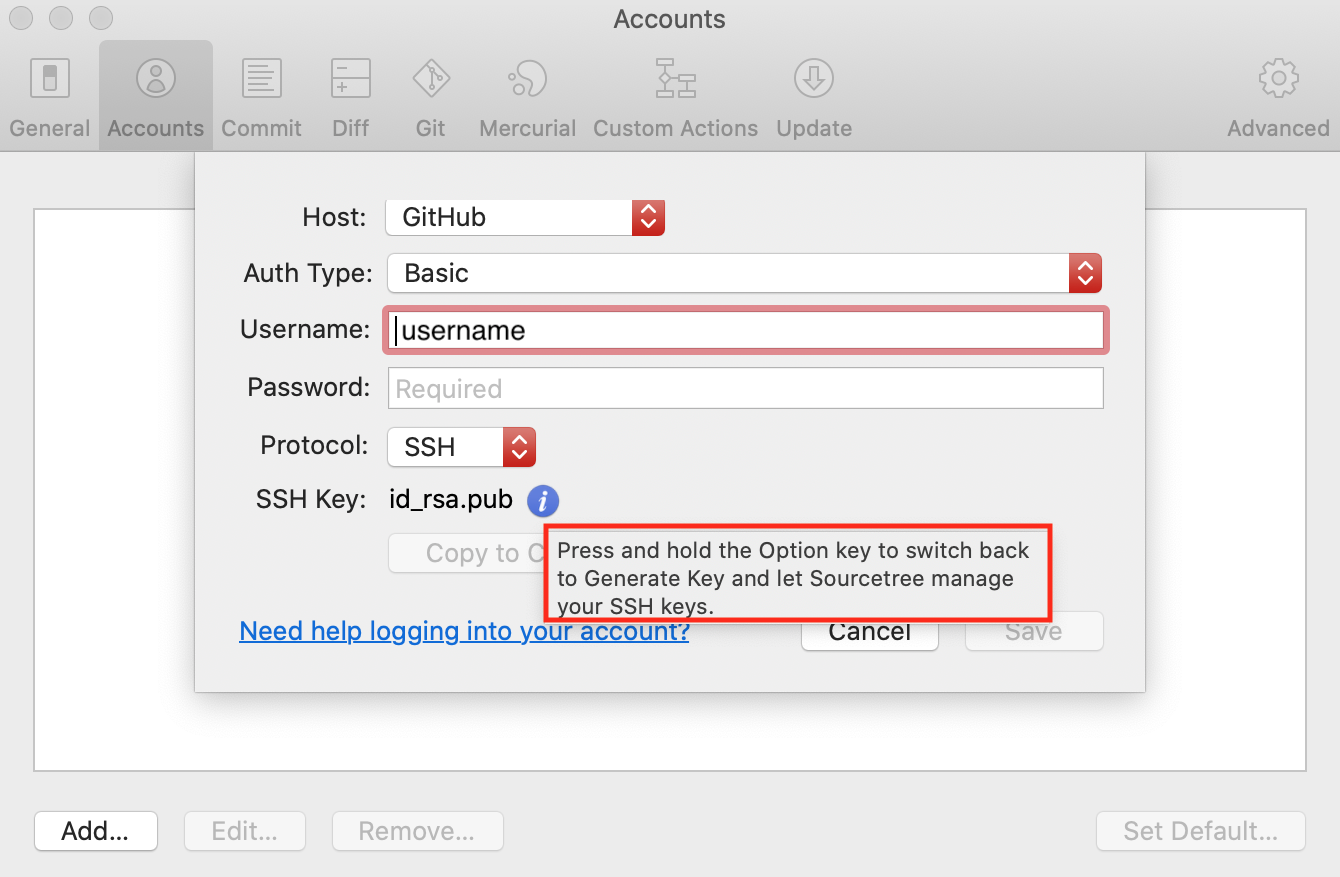 Accounts
General Accounts Commit Diff Git Mercurial Custom Actions Update Advanced
Host: GitHub
Auth Type: Basic
Username: username
Password: Required
Protocol: SSH
SSH Key: id_rsa.pub i
Copy to C
Press and hold the Option key to switch back
to Generate Key and let Sourcetree manage
your SSH keys.
Need help logging into your account? Cancel Save
Add... Edit... Remove... Set Default...